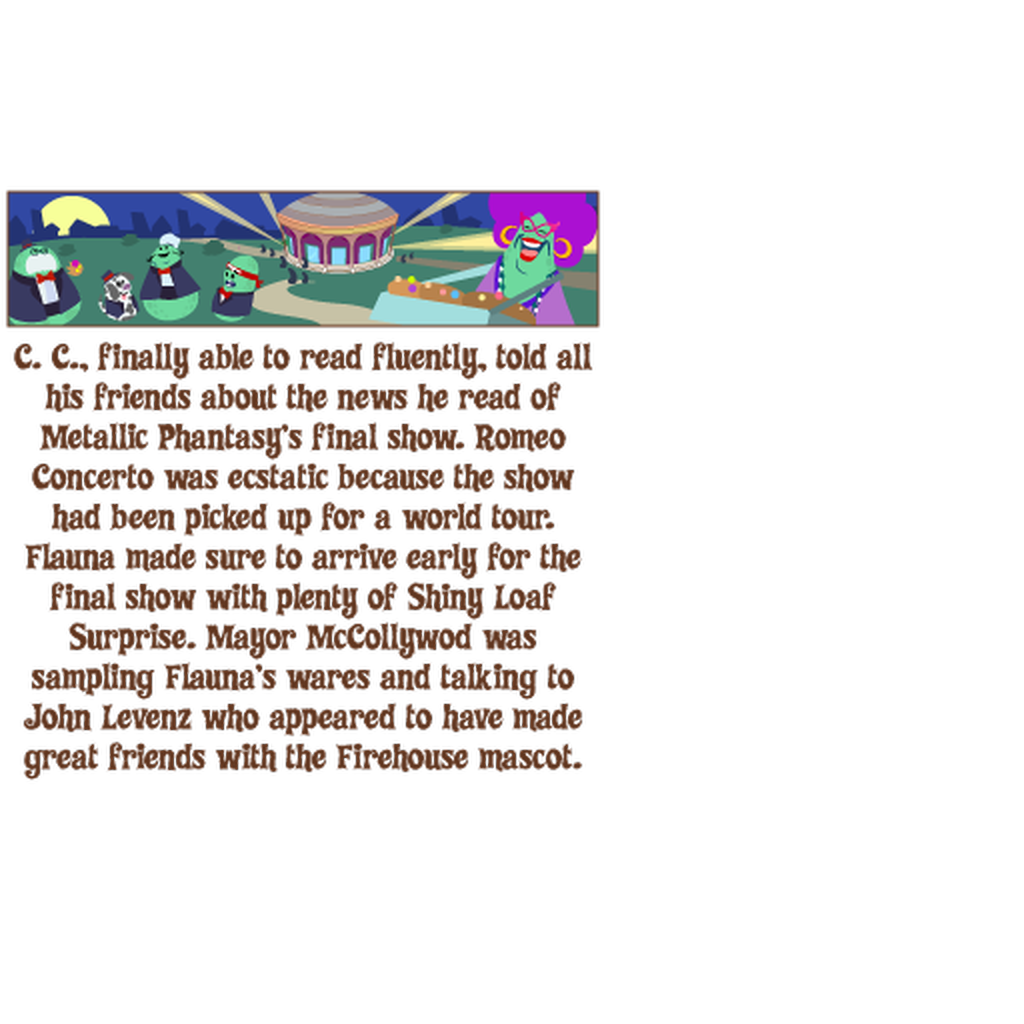 C. C., finally able to read fluently, told all
his friends about the news he read of
Metallic Phantasy's final show. Romeo
Concerto was ecstatic because the show
had been picked up for a world tour.
Flauna made sure to arrive early for the
final show with plenty of Shiny Loaf
Surprise. Mayor McCollywod was
sampling Flauna's wares and talking to
John Levenz who appeared to have made
great friends with the Firehouse mascot.